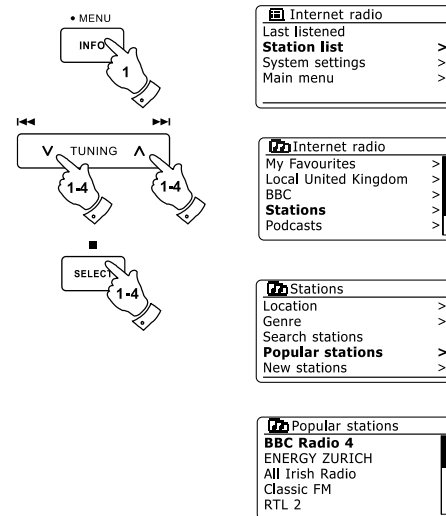 • MENU
INFO
1
V TUNING Λ
1-4
1-4
SELECT
1-4
Internet radio
Last listened
Station list >
System settings >
Main menu >
Internet radio
My Favourites >
Local United Kingdom >
BBC >
Stations >
Podcasts >
Stations
Location >
Genre >
Search stations
Popular stations >
New stations >
Popular stations
BBC Radio 4
ENERGY ZURICH
All Irish Radio
Classic FM
RTL 2